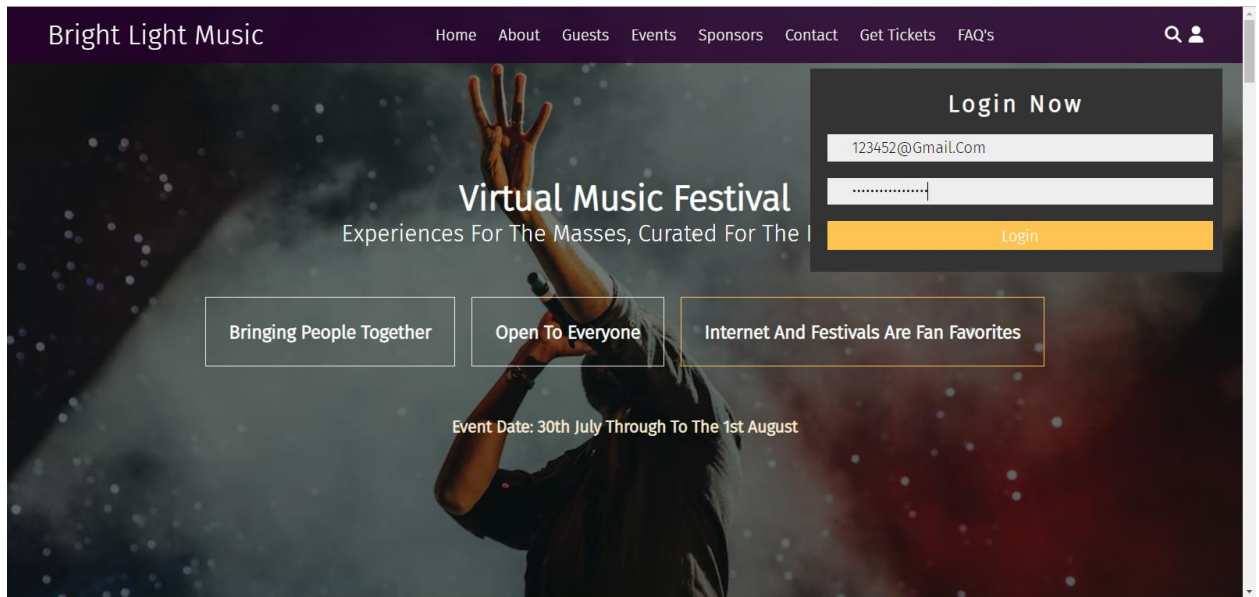 Bright Light Music
Home About Guests Events Sponsors Contact Get Tickets FAQ's
Login Now
123452@Gmail.Com
Login
Virtual Music Festival
Experiences For The Masses, Curated For The
Bringing People Together
Open To Everyone
Internet And Festivals Are Fan Favorites
Event Date: 30th July Through To The 1st August